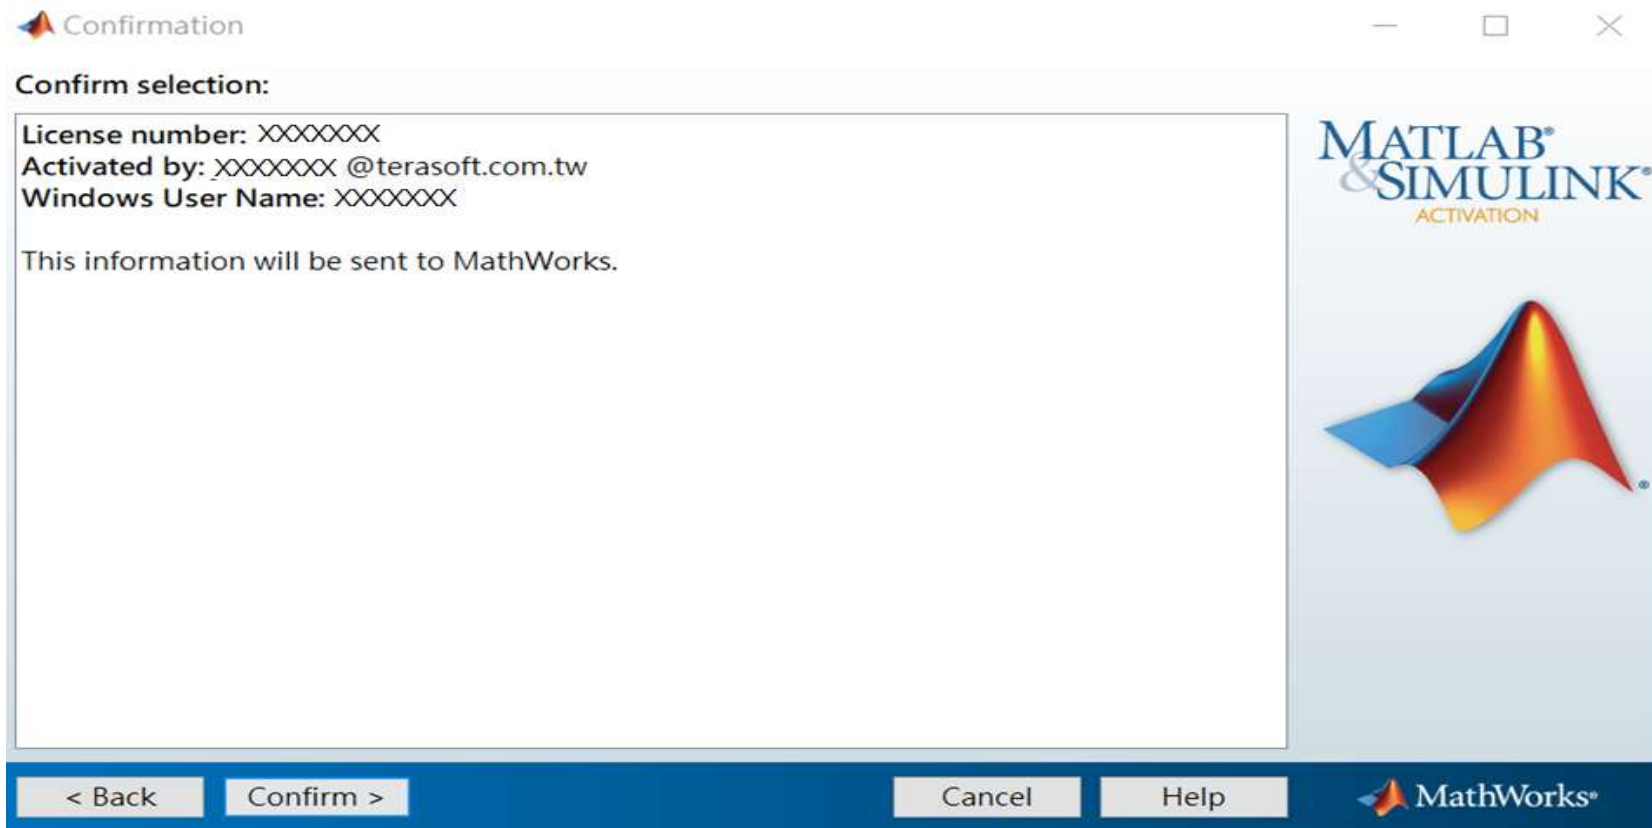 Confirmation
Confirm selection:
License number: XXXXXXX
Activated by: XXXXXXX @terasoft.com.tw
Windows User Name: XXXXXXX
This information will be sent to MathWorks.
MATLAB®
&SIMULINK®
ACTIVATION
®
< Back
Confirm >
Cancel
Help
MathWorks®